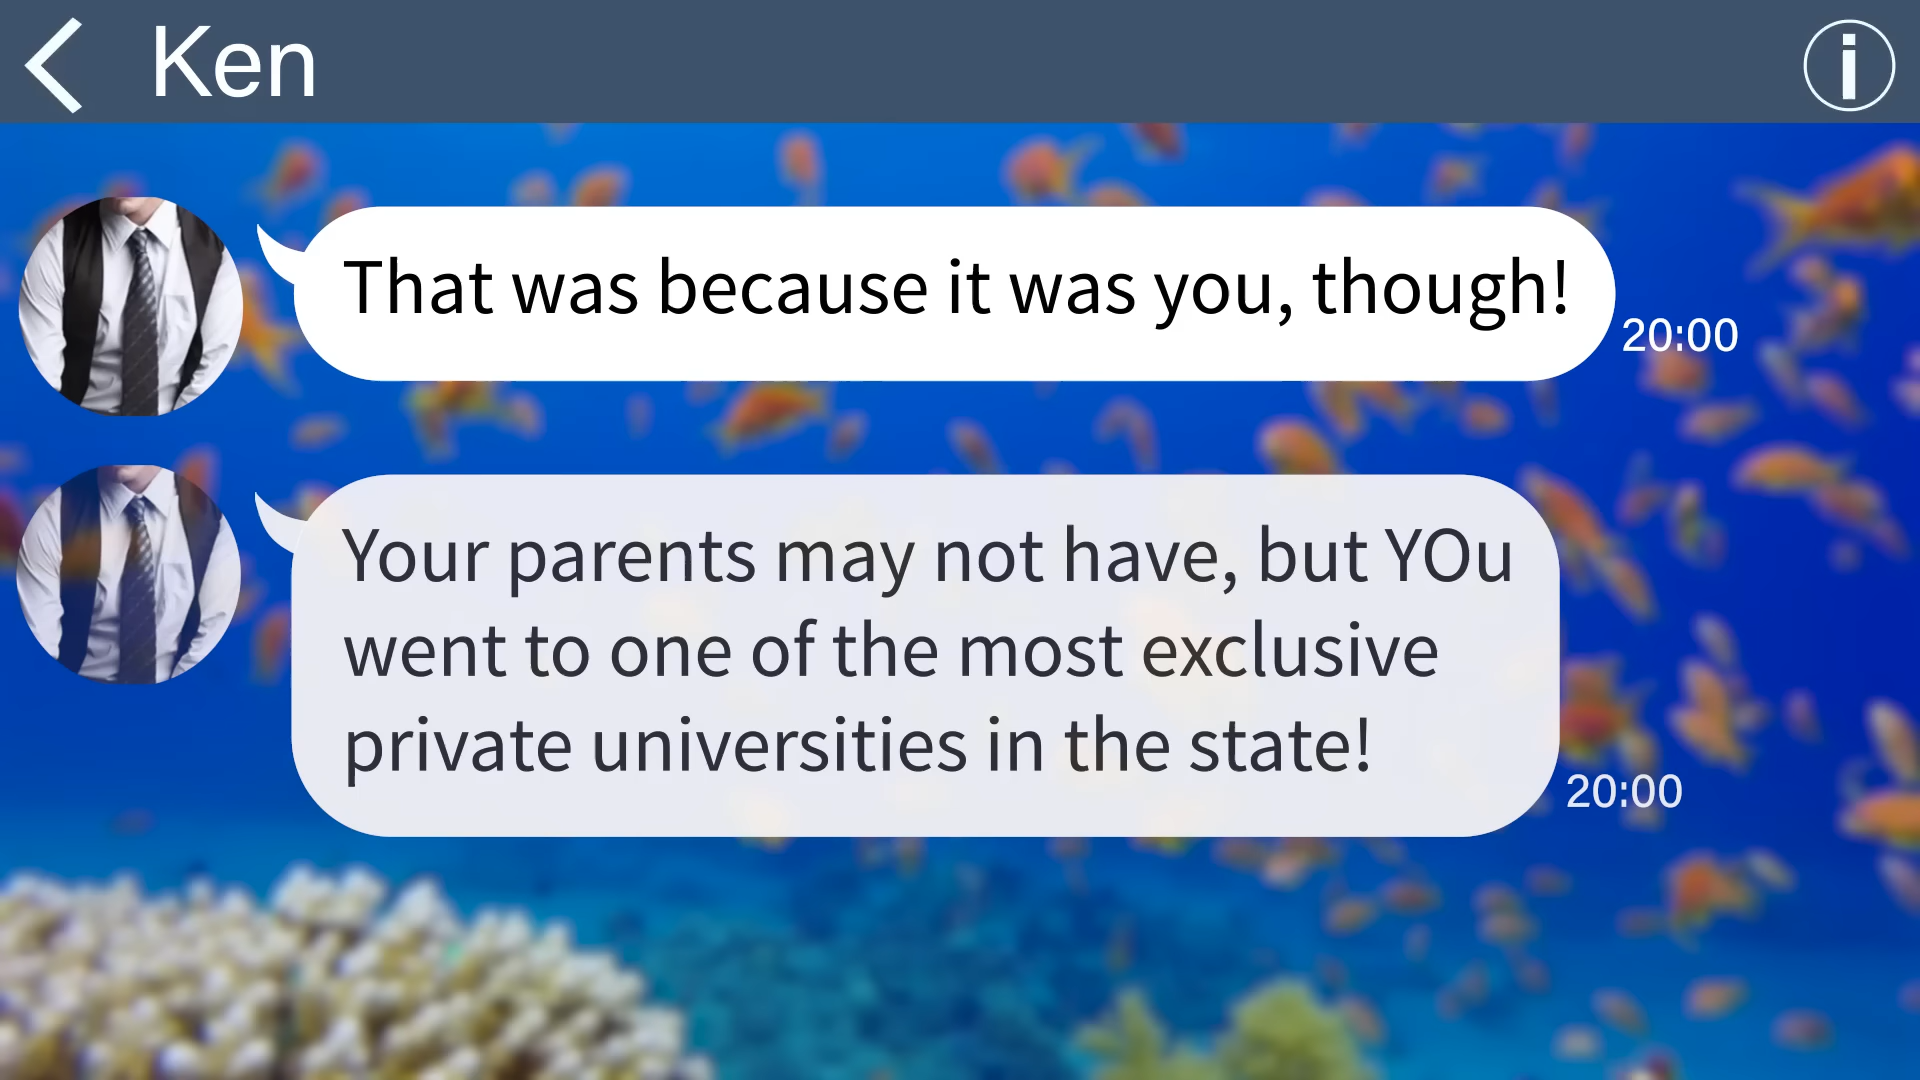 Ken
That was because it was you, though!
20:00
Your parents may not have, but YOu
went to one of the most exclusive
private universities in the state!
20:00